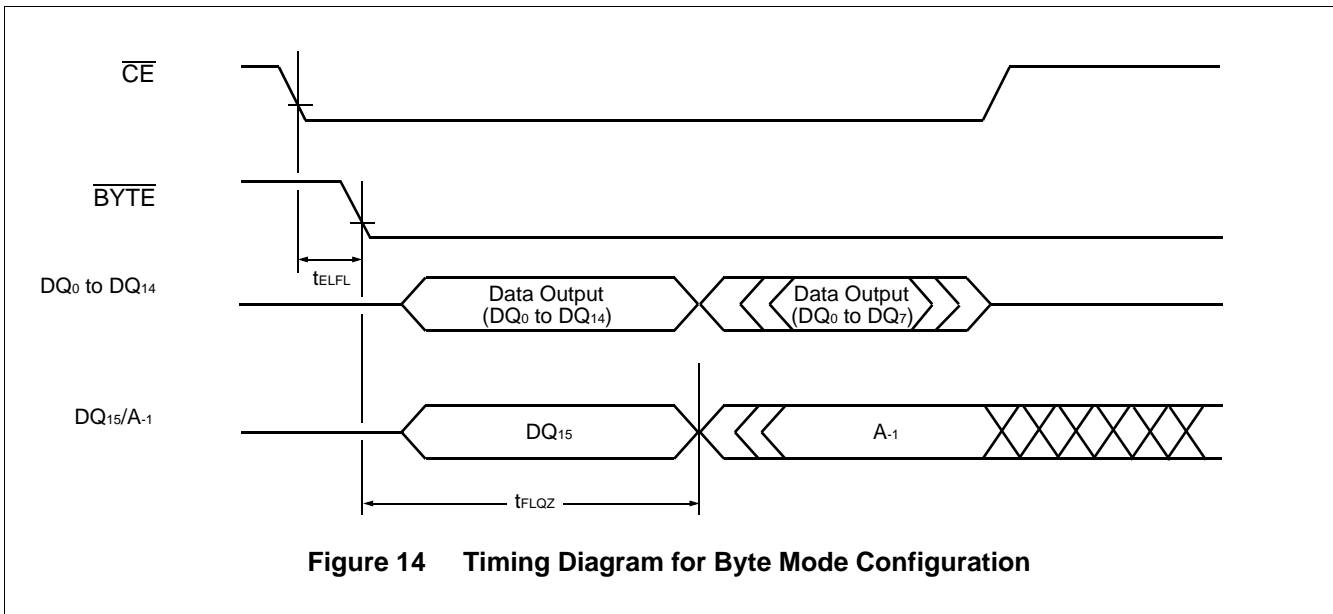 CE
BYTE
tELFL
DQ0 to DQ14
Data Output
(DQ0 to DQ14)
Data Output
(DQ0 to DQ7)
DQ15/A-1
DQ15
A-1
tFLQZ
Figure 14 Timing Diagram for Byte Mode Configuration